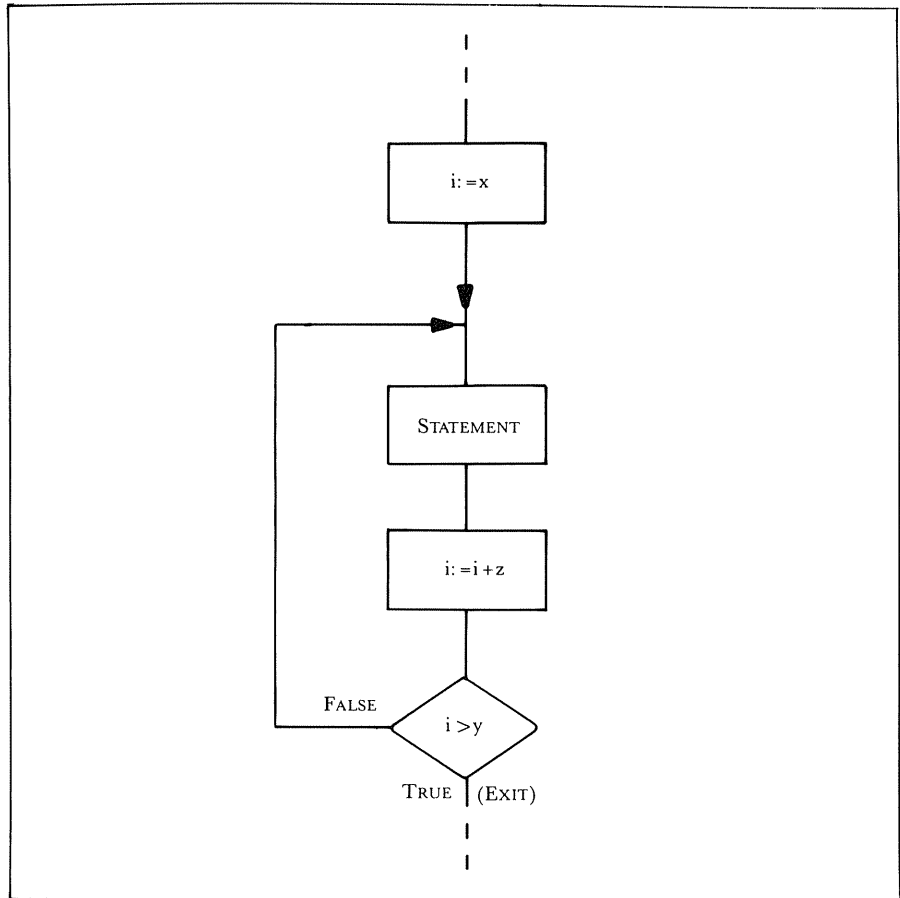 i:=x
STATEMENT
i:=i+z
FALSE
i>y
TRUE (EXIT)